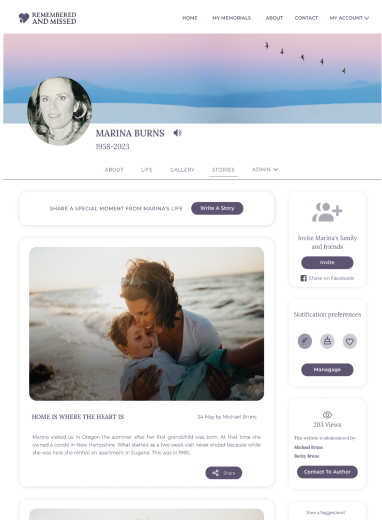 REMEMBERED
AND MISSED
HOME MY MEMORIALS ABOUT CONTACT MY ACCOUNT
MARINA BURNS
1958-2023
ABOUT LIFE GALLERY STORIES ADMIN
SHARE A SPECIAL MOMENT FROM MARINA'S LIFE Write A Story
HOME IS WHERE THE HEART IS 24 May by Michael Bruns
Merina visited us in Oregon the summer after her first grandchild was born. At that time she
owned a condo in New Hampshire. What started as a two week visit never ended because while
she was here she rented an apartment in Eugene. This was in 1995.
Share
Invite Marina's family
and friends
Invite
Share on Facebook
Notification preferences
Managage
203 Views
This website is administered by:
Michael Bruns
Becky Bruns
Contact To Author
Have a Suggestion?